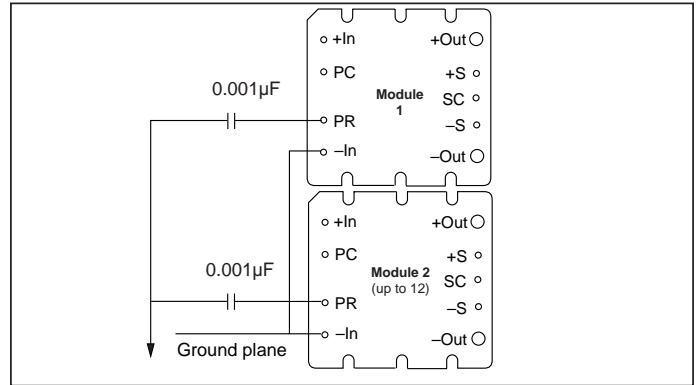 +In +Out
PC +S
0.001µF
Module
1
SC
PR –S
–In –Out
+In +Out
PC +S
0.001µF
Module 2
(up to 12)
SC
PR –S
–In –Out
Ground plane